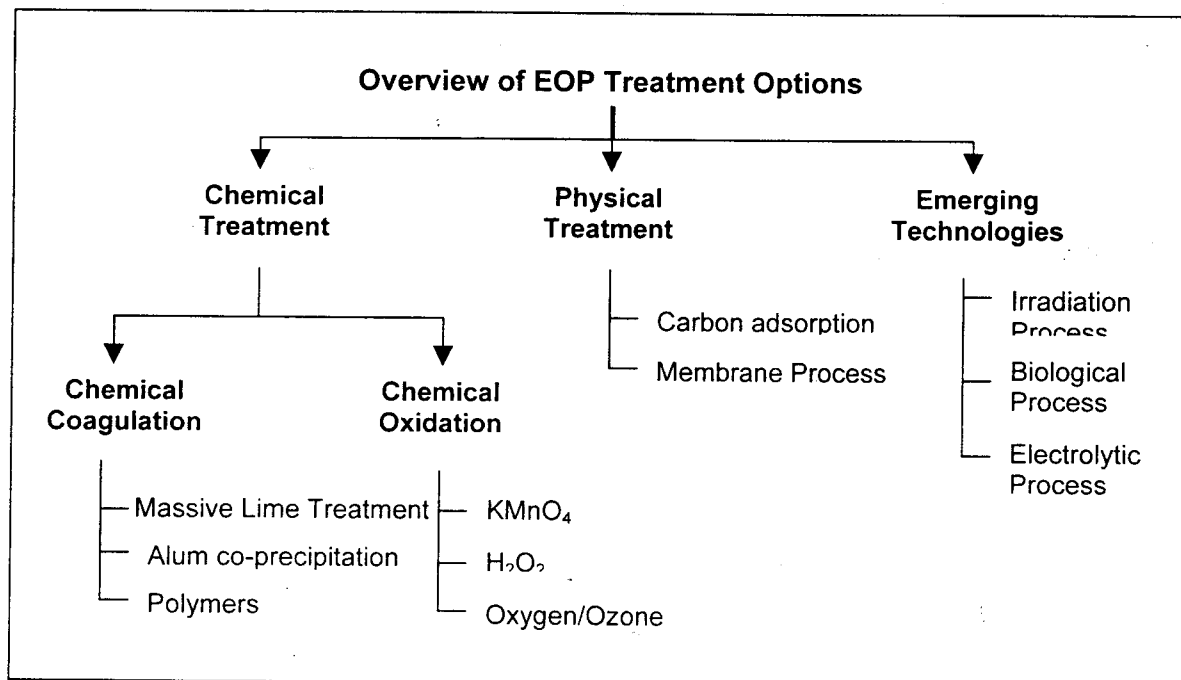 Overview of EOP Treatment Options
Chemical
Treatment
Physical
Treatment
Emerging
Technologies
Chemical
Coagulation
Chemical
Oxidation
Massive Lime Treatment
Alum co-precipitation
Polymers
KMnO₄
H₂O₂
Oxygen/Ozone
Carbon adsorption
Membrane Process
Irradiation
Process
Biological
Process
Electrolytic
Process